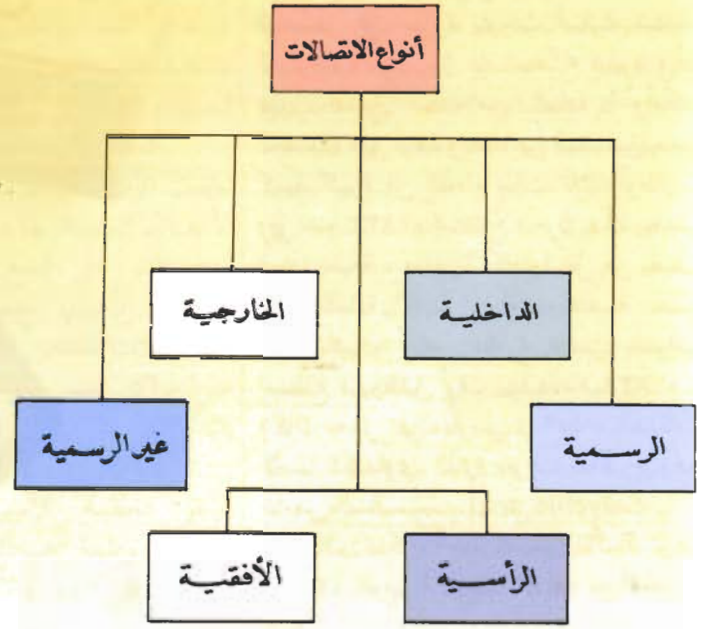 أنواع الاتصالات
الداخلية
الخارجية
الرسمية
غير الرسمية
الرأسية
الأفقية